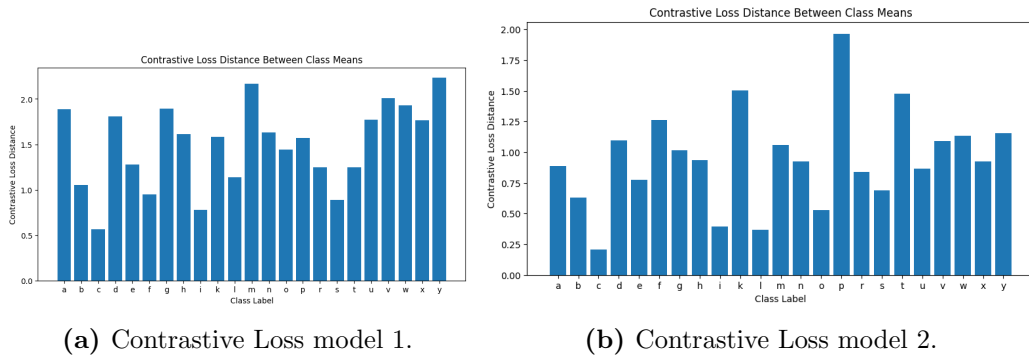 Contrastive Loss Distance Between Class Means
Contrastive Loss Distance
2.0
1.5
1.0
0.5
0.0
a b c d e f g h i k l m n o p r s t u v w x y
Class Label
(a) Contrastive Loss model 1.
Contrastive Loss Distance Between Class Means
Contrastive Loss Distance
2.00
1.75
1.50
1.25
1.00
0.75
0.50
0.25
0.00
a b c d e f g h i k l m n o p r s t u v w x y
Class Label
(b) Contrastive Loss model 2.